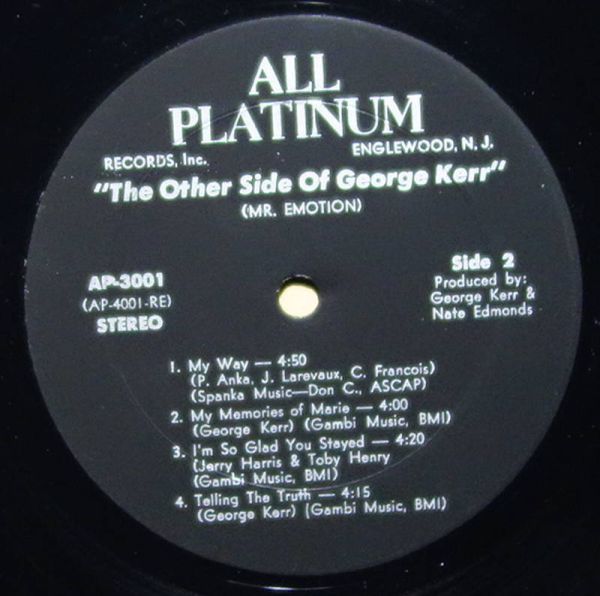 ALL
PLATINUM
RECORDS, Inc.
ENGLEWOOD, N. J.
"The Other Side Of George Kerr"
(MR. EMOTION)
AP-3001
(AP-4001-RE)
STEREO
Side 2
Produced by:
George Kerr &
Nate Edmonds
1. My Way — 4:50
(P. Anka, J. Larevaux, C. Francois)
(Spanka Music—Don C., ASCAP)
2. My Memories of Marie — 4:00
(George Kerr) (Gambi Music, BMI)
3. I'm So Glad You Stayed — 4:20
(Jerry Harris & Toby Henry
(Gambi Music, BMI)
4. Telling The Truth — 4:15
(George Kerr) (Gambi Music, BMI)